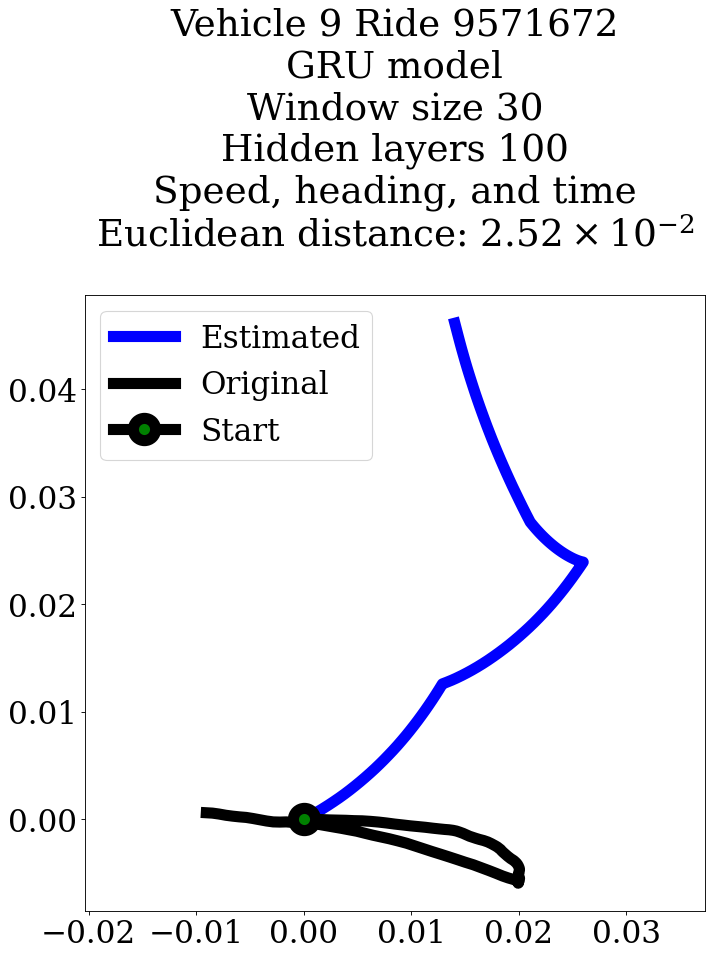 Vehicle 9 Ride 9571672
GRU model
Window size 30
Hidden layers 100
Speed, heading, and time
Euclidean distance: 2.52 × 10⁻²
Estimated
Original
Start
0.04
0.03
0.02
0.01
0.00
−0.02 −0.01 0.00 0.01 0.02 0.03